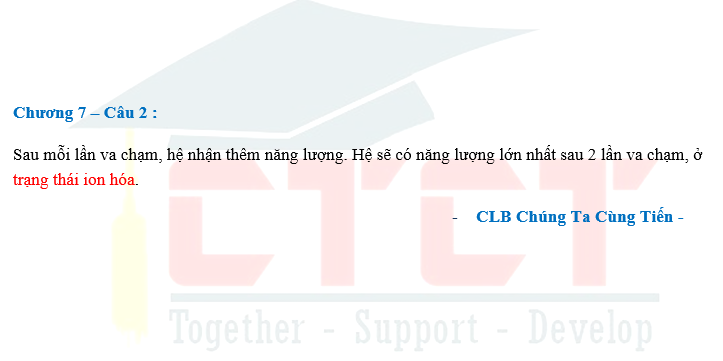 Chương 7 – Câu 2 :
Sau mỗi lần va chạm, hệ nhận thêm năng lượng. Hệ sẽ có năng lượng lớn nhất sau 2 lần va chạm, ở
trạng thái ion hóa.
- CLB Chúng Ta Cùng Tiến -
CTCT
Together - Support - Develop